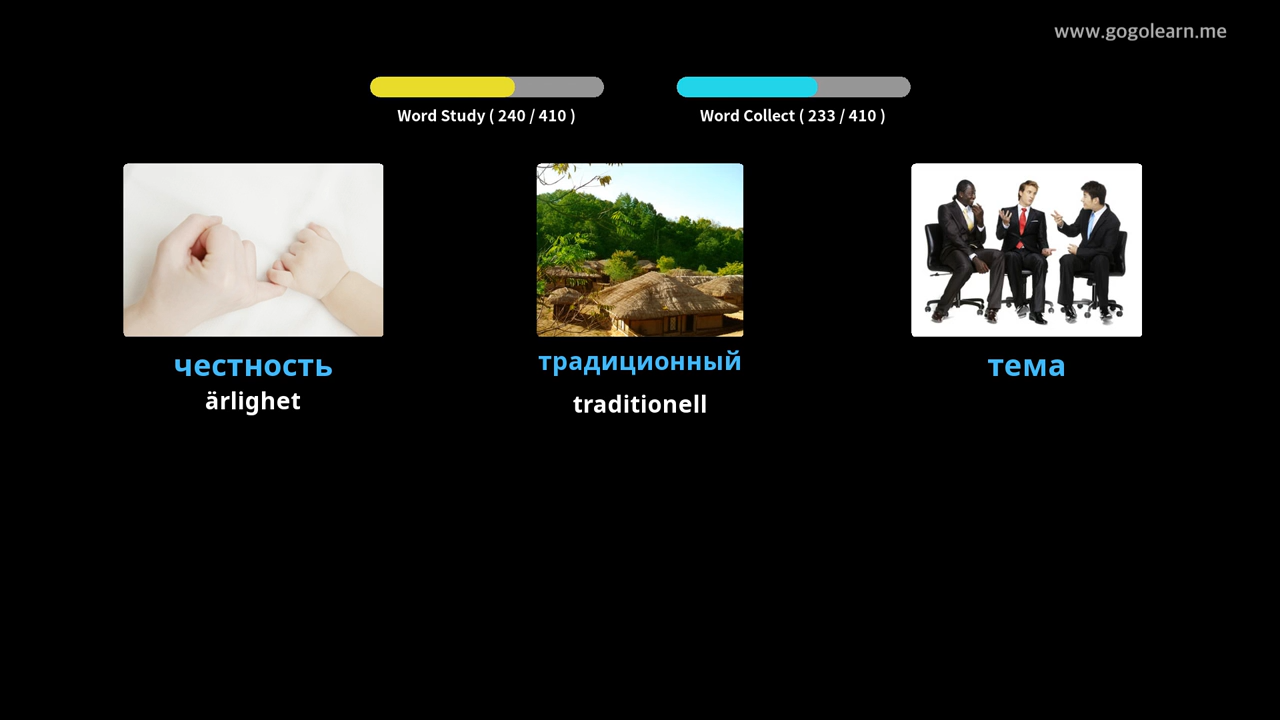 www.gogolearn.me
Word Study ( 240 / 410 )
Word Collect ( 233 / 410 )
честность
ärlighet
традиционный
traditionell
тема